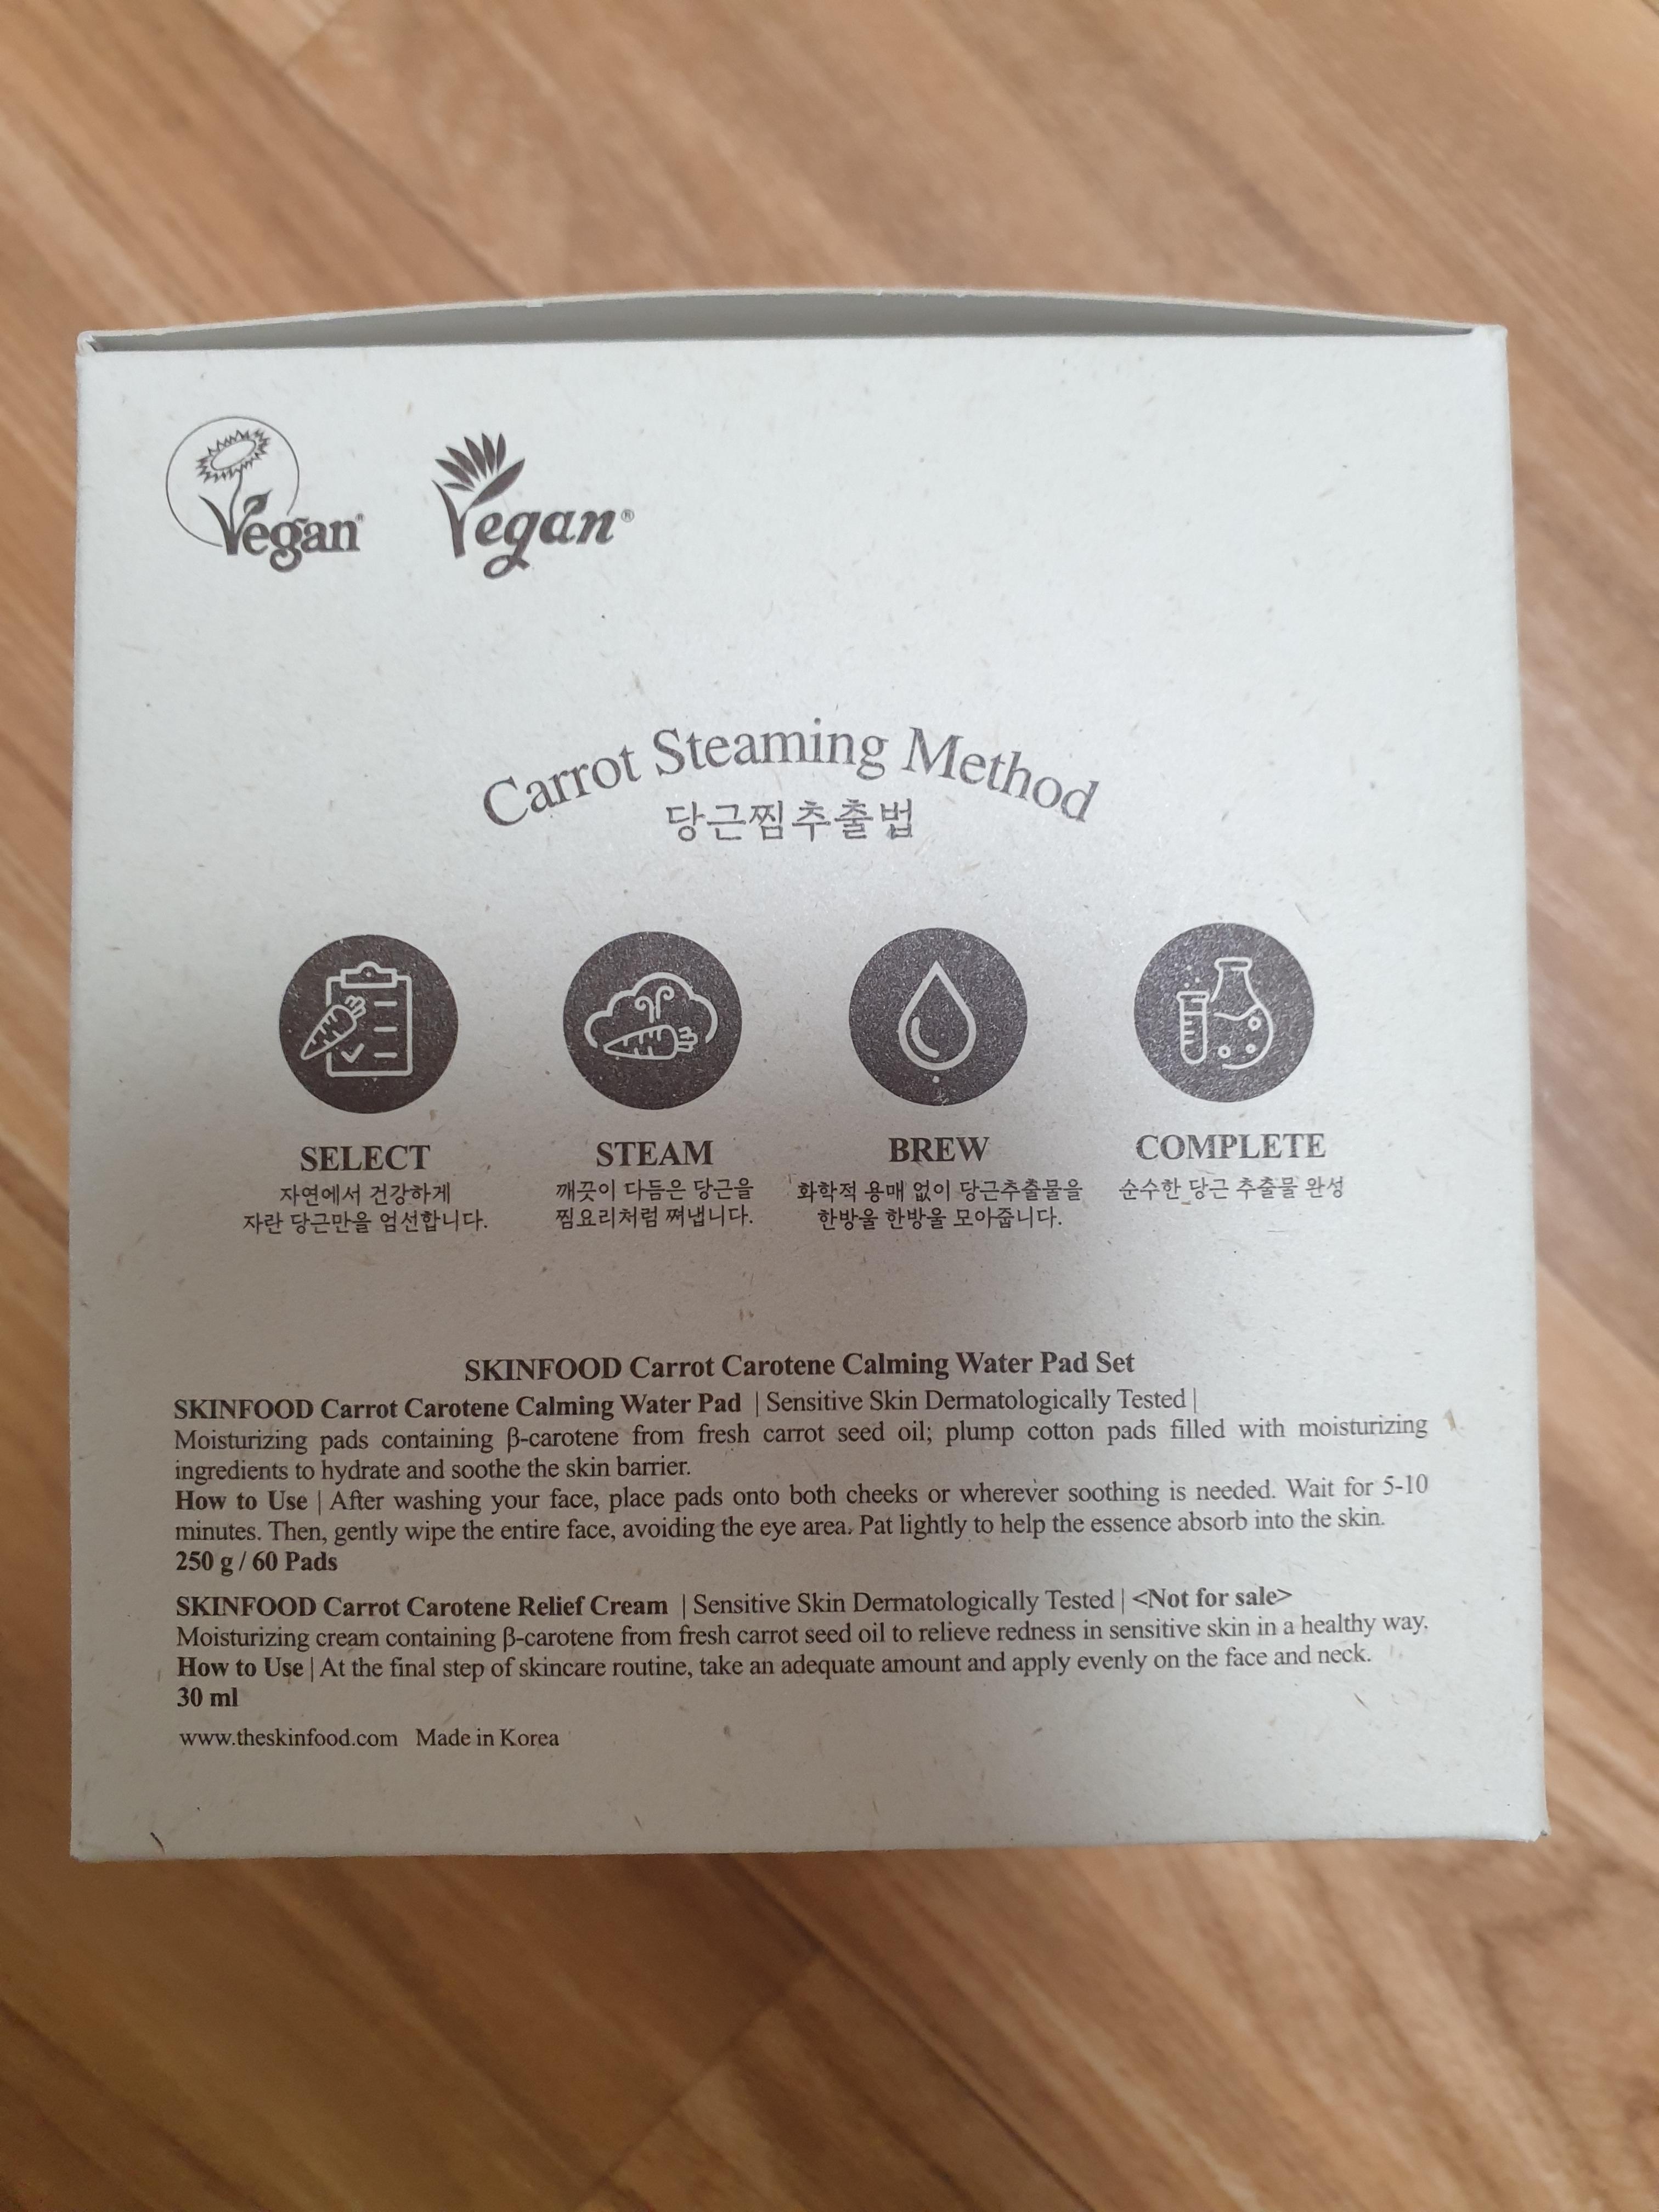 Vegan
Vegan®
Carrot Steaming Method
당근찜추출법
SELECT
자연에서 건강하게
자란 당근만을 엄선합니다.
STEAM
깨끗이 다듬은 당근을
찜요리처럼 쪄냅니다.
BREW
화학적 용매 없이 당근추출물을
한방울 한방울 모아줍니다.
COMPLETE
순수한 당근 추출물 완성
SKINFOOD Carrot Carotene Calming Water Pad Set
SKINFOOD Carrot Carotene Calming Water Pad | Sensitive Skin Dermatologically Tested |
Moisturizing pads containing β-carotene from fresh carrot seed oil; plump cotton pads filled with moisturizing
ingredients to hydrate and soothe the skin barrier.
How to Use | After washing your face, place pads onto both cheeks or wherever soothing is needed. Wait for 5-10
minutes. Then, gently wipe the entire face, avoiding the eye area. Pat lightly to help the essence absorb into the skin.
250 g / 60 Pads
SKINFOOD Carrot Carotene Relief Cream | Sensitive Skin Dermatologically Tested | <Not for sale>
Moisturizing cream containing β-carotene from fresh carrot seed oil to relieve redness in sensitive skin in a healthy way.
How to Use | At the final step of skincare routine, take an adequate amount and apply evenly on the face and neck.
30 ml
www.theskinfood.com Made in Korea